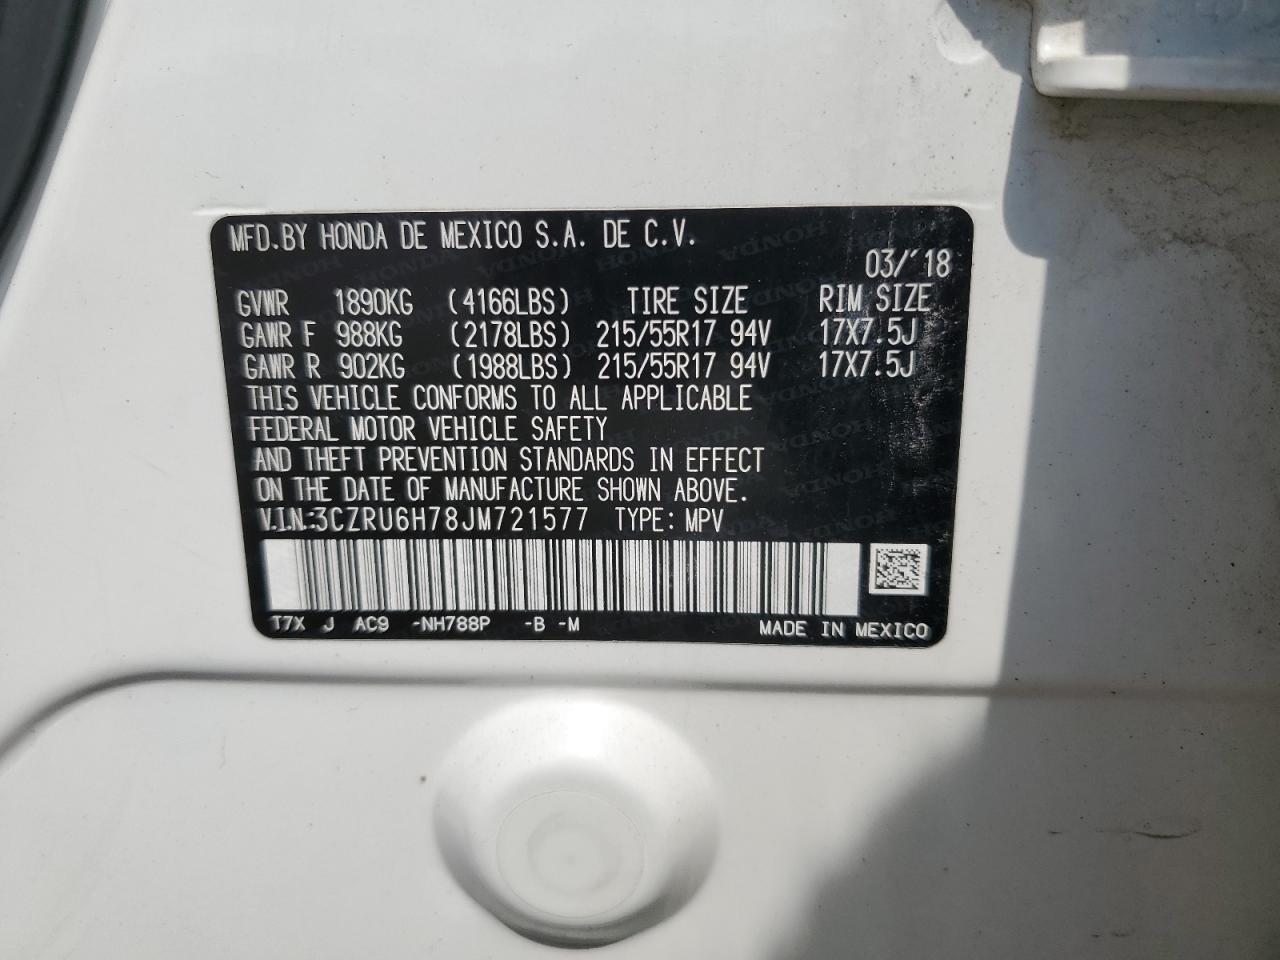 MFD.BY HONDA DE MEXICO S.A. DE C.V.
03/'18
GVWR 1890KG (4166LBS) TIRE SIZE RIM SIZE
GAWR F 988KG (2178LBS) 215/55R17 94V 17X7.5J
GAWR R 902KG (1988LBS) 215/55R17 94V 17X7.5J
THIS VEHICLE CONFORMS TO ALL APPLICABLE
FEDERAL MOTOR VEHICLE SAFETY
AND THEFT PREVENTION STANDARDS IN EFFECT
ON THE DATE OF MANUFACTURE SHOWN ABOVE.
V.I.N:3CZRU6H78JM721577 TYPE: MPV
T7X J AC9 -NH788P -B -M MADE IN MEXICO